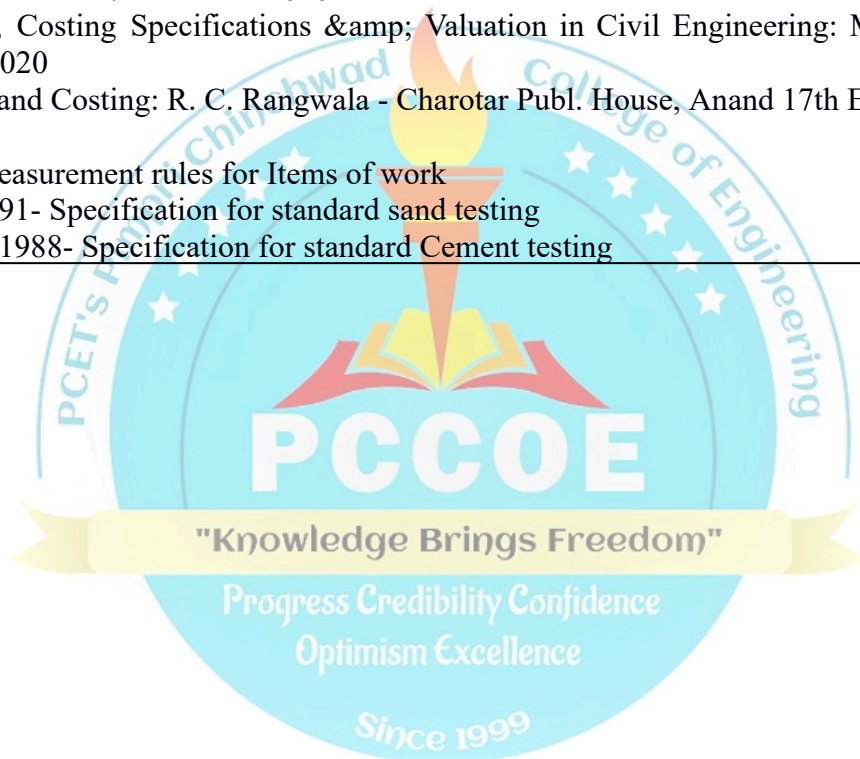 , Costing Specifications &amp; Valuation in Civil Engineering: M
020
and Costing: R. C. Rangwala - Charotar Publ. House, Anand 17th E
easurement rules for Items of work
91- Specification for standard sand testing
1988- Specification for standard Cement testing
PCET's Pimpri Chinchwad College of Engineering
PCCOE
"Knowledge Brings Freedom"
Progress Credibility Confidence
Optimism Excellence
Since 1999